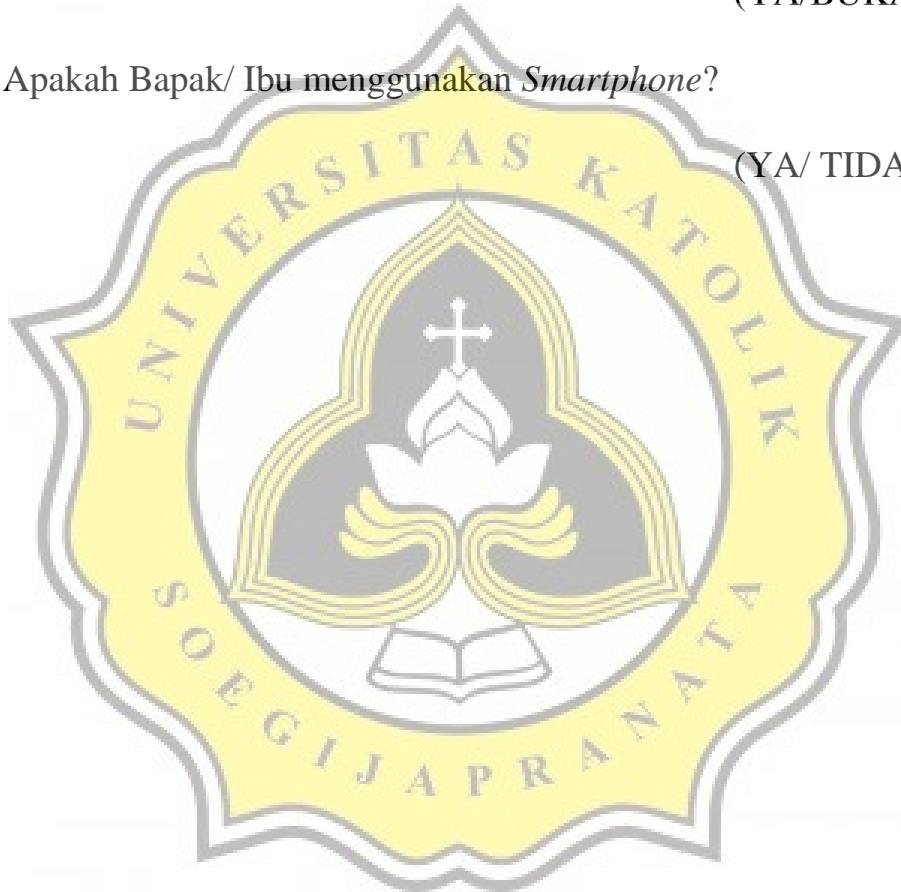 (YA/BUKA
Apakah Bapak/ Ibu menggunakan Smartphone?
(YA/ TIDA
UNIVERSITAS KATOLIK
SOEGIJAPRANATA